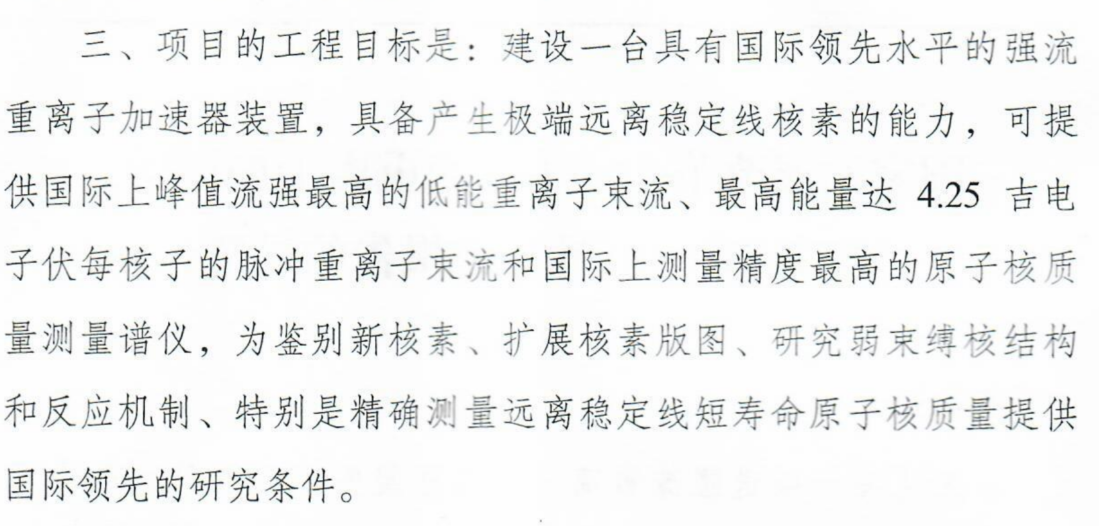 三、项目的工程目标是：建设一台具有国际领先水平的强流
重离子加速器装置，具备产生极端远离稳定线核素的能力，可提
供国际上峰值流强最高的低能重离子束流、最高能量达 4.25 吉电
子伏每核子的脉冲重离子束流和国际上测量精度最高的原子核质
量测量谱仪，为鉴别新核素、扩展核素版图、研究弱束缚核结构
和反应机制、特别是精确测量远离稳定线短寿命原子核质量提供
国际领先的研究条件。